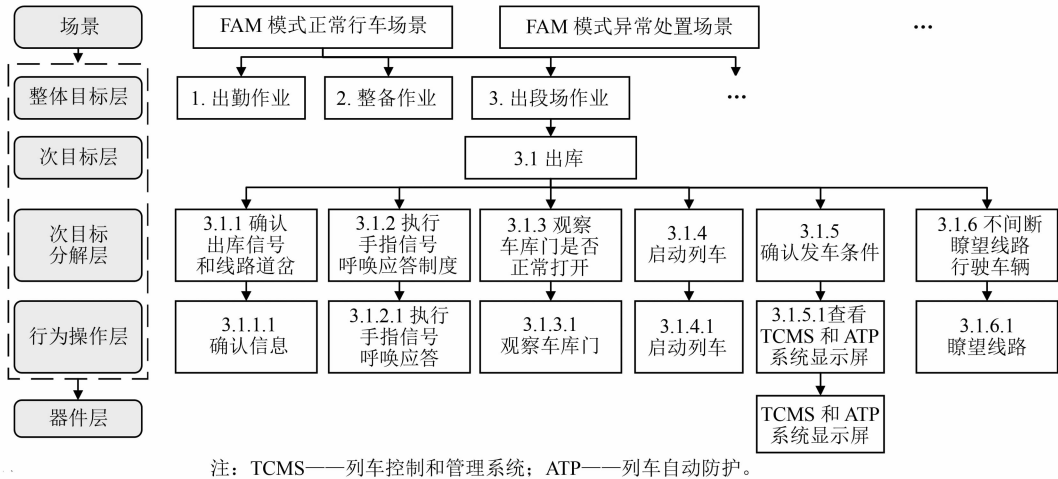 场景
FAM 模式正常行车场景
FAM 模式异常处置场景
...
整体目标层
1. 出勤作业
2. 整备作业
3. 出段场作业
...
次目标层
3.1 出库
次目标
分解层
3.1.1 确认
出库信号
和线路道岔
3.1.2 执行
手指信号
呼唤应答制度
3.1.3 观察
车库门是否
正常打开
3.1.4
启动列车
3.1.5
确认发车条件
3.1.6 不间断
瞭望线路
行驶车辆
行为操作层
3.1.1.1
确认信息
3.1.2.1 执行
手指信号
呼唤应答
3.1.3.1
观察车库门
3.1.4.1
启动列车
3.1.5.1查看
TCMS 和 ATP
系统显示屏
3.1.6.1
瞭望线路
器件层
TCMS 和 ATP
系统显示屏
注：TCMS——列车控制和管理系统；ATP——列车自动防护。